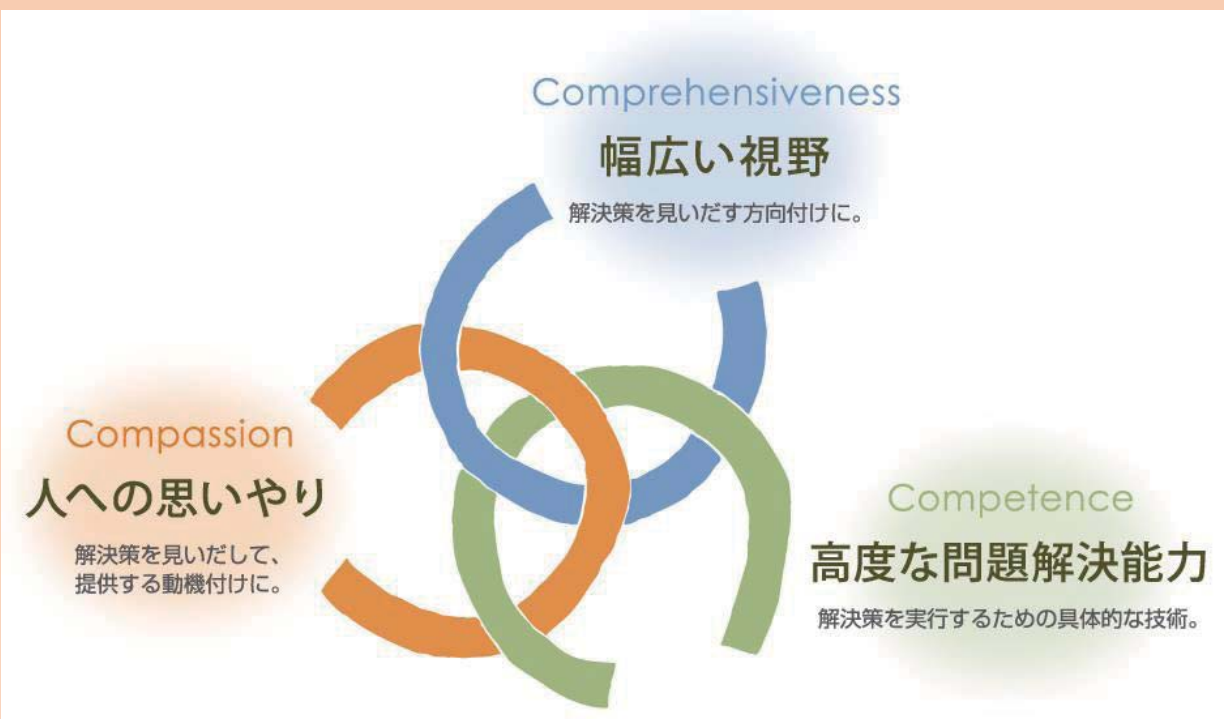 Comprehensiveness
幅広い視野
解決策を見いだす方向付けに。
Compassion
人への思いやり
解決策を見いだして、
提供する動機付けに。
Competence
高度な問題解決能力
解決策を実行するための具体的な技術。